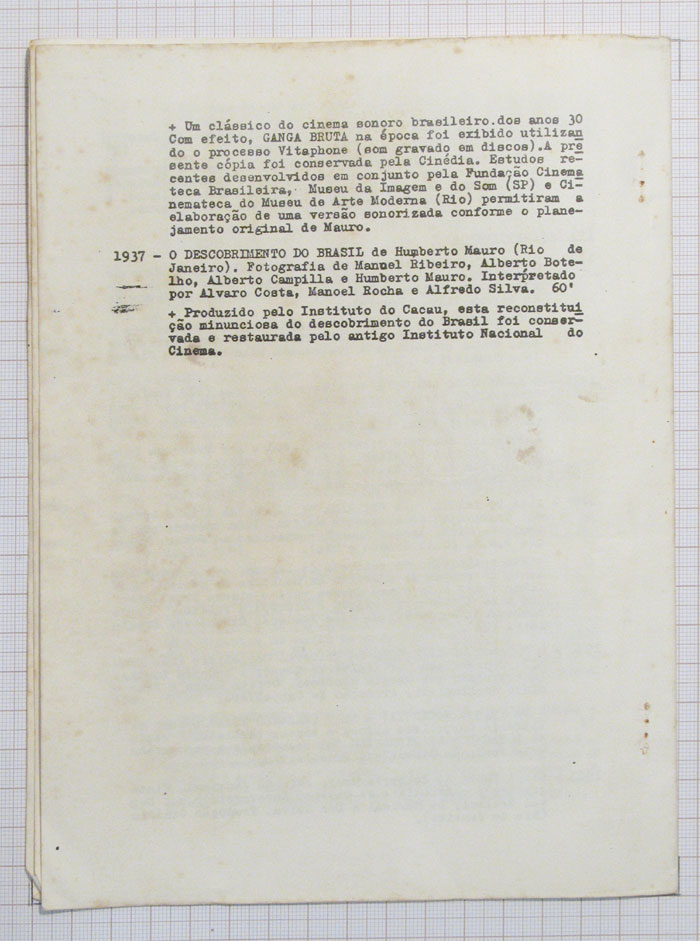 + Um clássico do cinema sonoro brasileiro.dos anos 30
Com efeito, GANGA BRUTA na época foi exibido utilizan
do o processo Vitaphone (som gravado em discos).A pre
sente cópia foi conservada pela Cinédia. Estudos re-
centes desenvolvidos em conjunto pela Fundação Cinema
teca Brasileira, Museu da Imagem e do Som (SP) e Ci-
nemateca do Museu de Arte Moderna (Rio) permitiram a
elaboração de uma versão sonorizada conforme o plane-
jamento original de Mauro.
1937 - O DESCOBRIMENTO DO BRASIL de Humberto Mauro (Rio de
Janeiro). Fotografia de Manuel Ribeiro, Alberto Bote-
lho, Alberto Campilla e Humberto Mauro. Interpretado
por Alvaro Costa, Manoel Rocha e Alfredo Silva. 60'
+ Produzido pelo Instituto do Cacau, esta reconstitui
ção minunciosa do descobrimento do Brasil foi conser-
vada e restaurada pelo antigo Instituto Nacional do
Cinema.